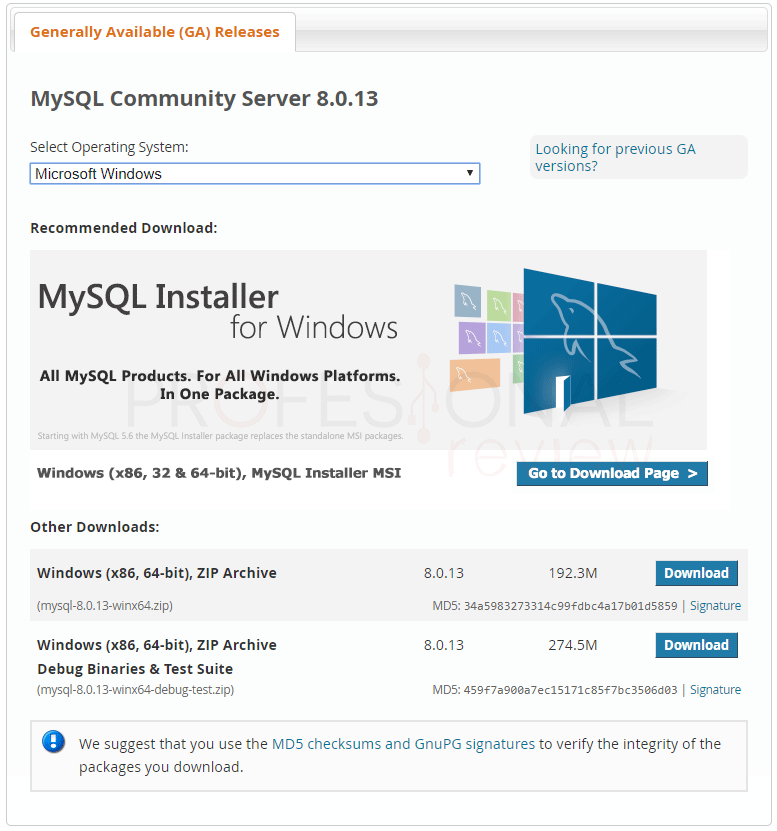 Generally Available (GA) Releases
MySQL Community Server 8.0.13
Select Operating System:
Looking for previous GA
versions?
Microsoft Windows
Recommended Download:
MySQL Installer
for Windows
All MySQL Products. For All Windows Platforms.
In One Package.
PROFESIONAL
review
Starting with MySQL 5.6 the MySQL Installer package replaces the standalone MSI packages.
Windows (x86, 32 & 64-bit), MySQL Installer MSI
Go to Download Page >
Other Downloads:
Windows (x86, 64-bit), ZIP Archive 8.0.13 192.3M Download
(mysql-8.0.13-winx64.zip) MD5: 34a5983273314c99fdbc4a17b01d5859 | Signature
Windows (x86, 64-bit), ZIP Archive 8.0.13 274.5M Download
Debug Binaries & Test Suite
(mysql-8.0.13-winx64-debug-test.zip) MD5: 459f7a900a7ec15171c85f7bc3506d03 | Signature
We suggest that you use the MD5 checksums and GnuPG signatures to verify the integrity of the
packages you download.